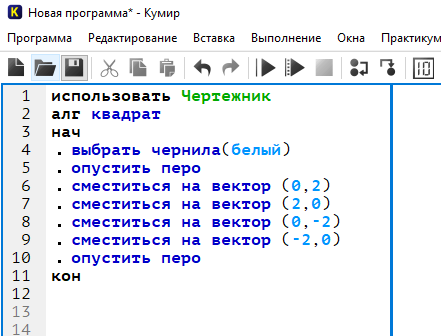 Новая программа* - Кумир
Программа Редактирование Вставка Выполнение Окна Практикум
1 использовать Чертежник
2 алг квадрат
3 нач
4 . выбрать чернила(белый)
5 . опустить перо
6 . сместиться на вектор (0,2)
7 . сместиться на вектор (2,0)
8 . сместиться на вектор (0,-2)
9 . сместиться на вектор (-2,0)
10 . опустить перо
11 кон
12
13
14